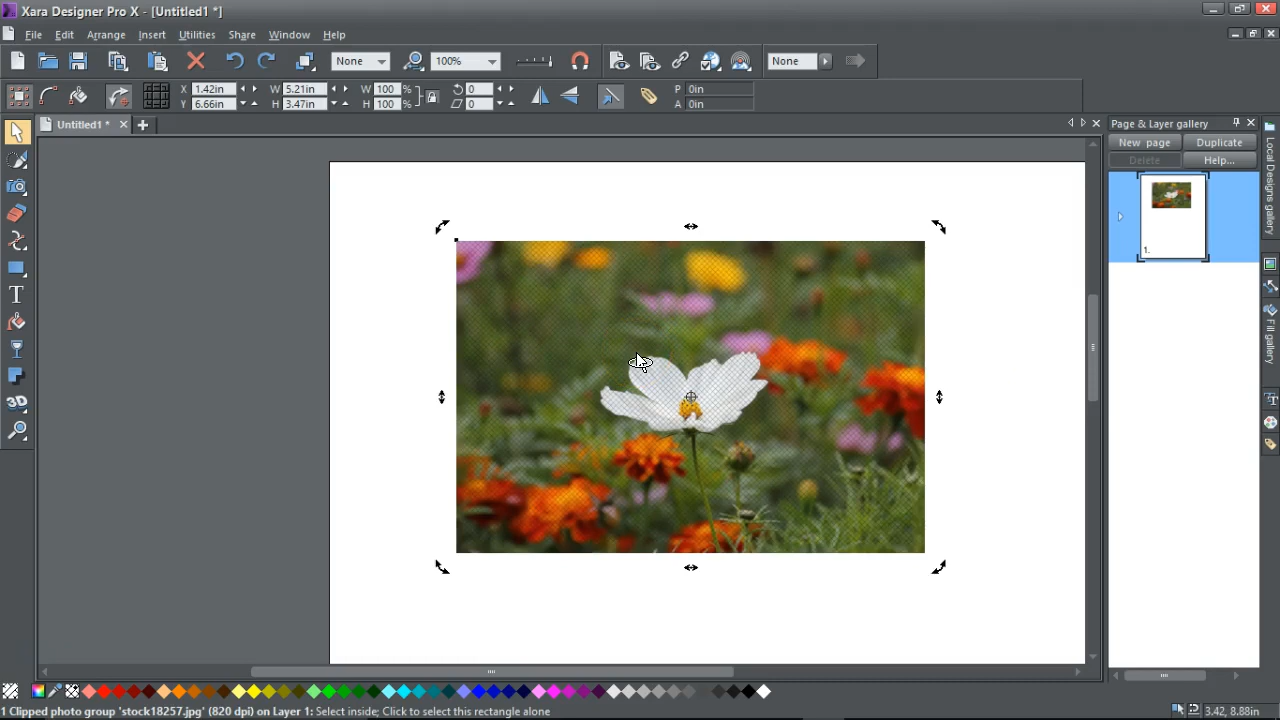 Xara Designer Pro X - [Untitled1 *]
File Edit Arrange Insert Utilities Share Window Help
None 100% None
X 1.42in W 5.21in W 100 % 0 P 0in
Y 6.66in H 3.47in H 100 % 0 A 0in
Untitled1 *
Page & Layer gallery
New page Duplicate
Delete Help...
1.
Local Designs gallery
Fill gallery
T
3D
1 Clipped photo group 'stock18257.jpg' (820 dpi) on Layer 1: Select inside; Click to select this rectangle alone
3.42, 8.88in